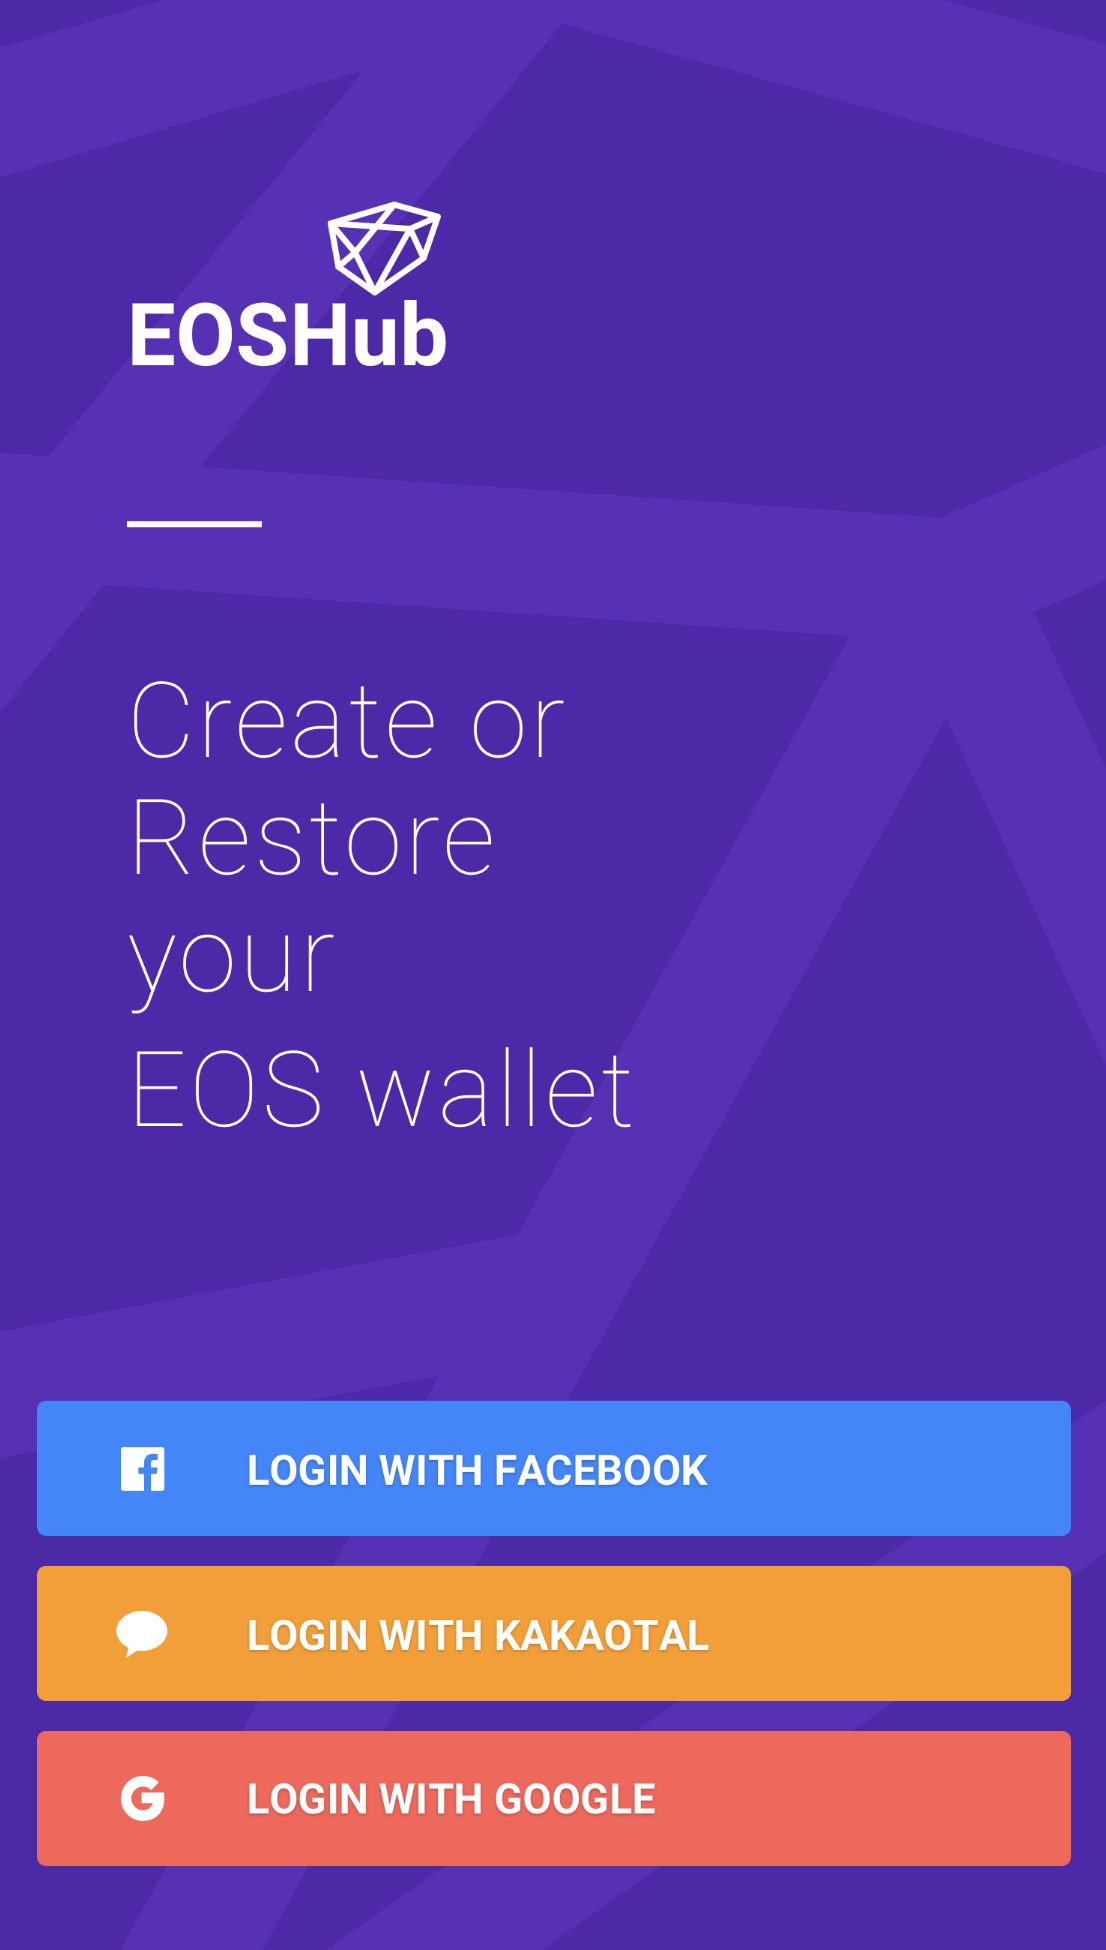 EOSHub
Create or
Restore
your
EOS wallet
LOGIN WITH FACEBOOK
LOGIN WITH KAKAOTAL
LOGIN WITH GOOGLE